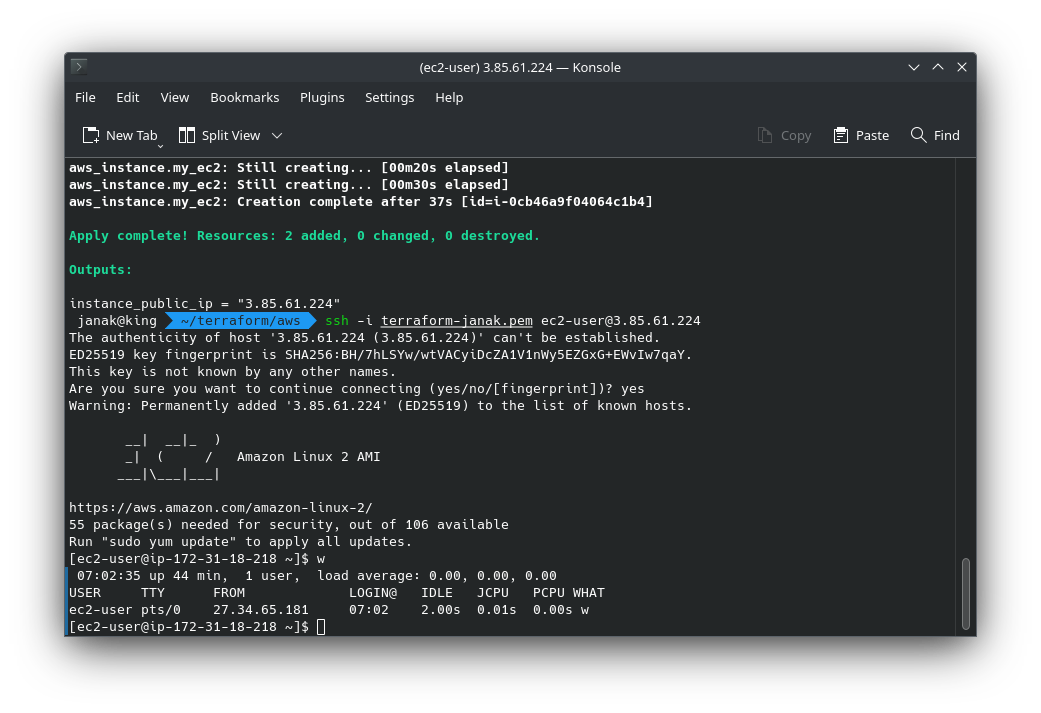 (ec2-user) 3.85.61.224 — Konsole
File Edit View Bookmarks Plugins Settings Help
New Tab Split View Copy Paste Find
aws_instance.my_ec2: Still creating... [00m20s elapsed]
aws_instance.my_ec2: Still creating... [00m30s elapsed]
aws_instance.my_ec2: Creation complete after 37s [id=i-0cb46a9f04064c1b4]
Apply complete! Resources: 2 added, 0 changed, 0 destroyed.
Outputs:
instance_public_ip = "3.85.61.224"
janak@king ~/terraform/aws ssh -i terraform-janak.pem ec2-user@3.85.61.224
The authenticity of host '3.85.61.224 (3.85.61.224)' can't be established.
ED25519 key fingerprint is SHA256:BH/7hLSYw/wtVACyiDcZA1V1nWy5EZGxG+EWvIw7qaY.
This key is not known by any other names.
Are you sure you want to continue connecting (yes/no/[fingerprint])? yes
Warning: Permanently added '3.85.61.224' (ED25519) to the list of known hosts.
       __|  __|_  )
       _|  (     /   Amazon Linux 2 AMI
      ___|\___|___|
https://aws.amazon.com/amazon-linux-2/
55 package(s) needed for security, out of 106 available
Run "sudo yum update" to apply all updates.
[ec2-user@ip-172-31-18-218 ~]$ w
 07:02:35 up 44 min,  1 user,  load average: 0.00, 0.00, 0.00
USER     TTY      FROM             LOGIN@   IDLE   JCPU   PCPU WHAT
ec2-user pts/0    27.34.65.181     07:02    2.00s  0.01s  0.00s w
[ec2-user@ip-172-31-18-218 ~]$